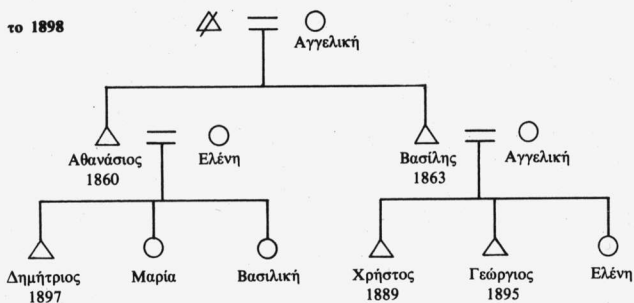 το 1898
Αγγελική
Αθανάσιος Ελένη Βασίλης Αγγελική
1860 1863
Δημήτριος Μαρία Βασιλική Χρήστος Γεώργιος Ελένη
1897 1889 1895